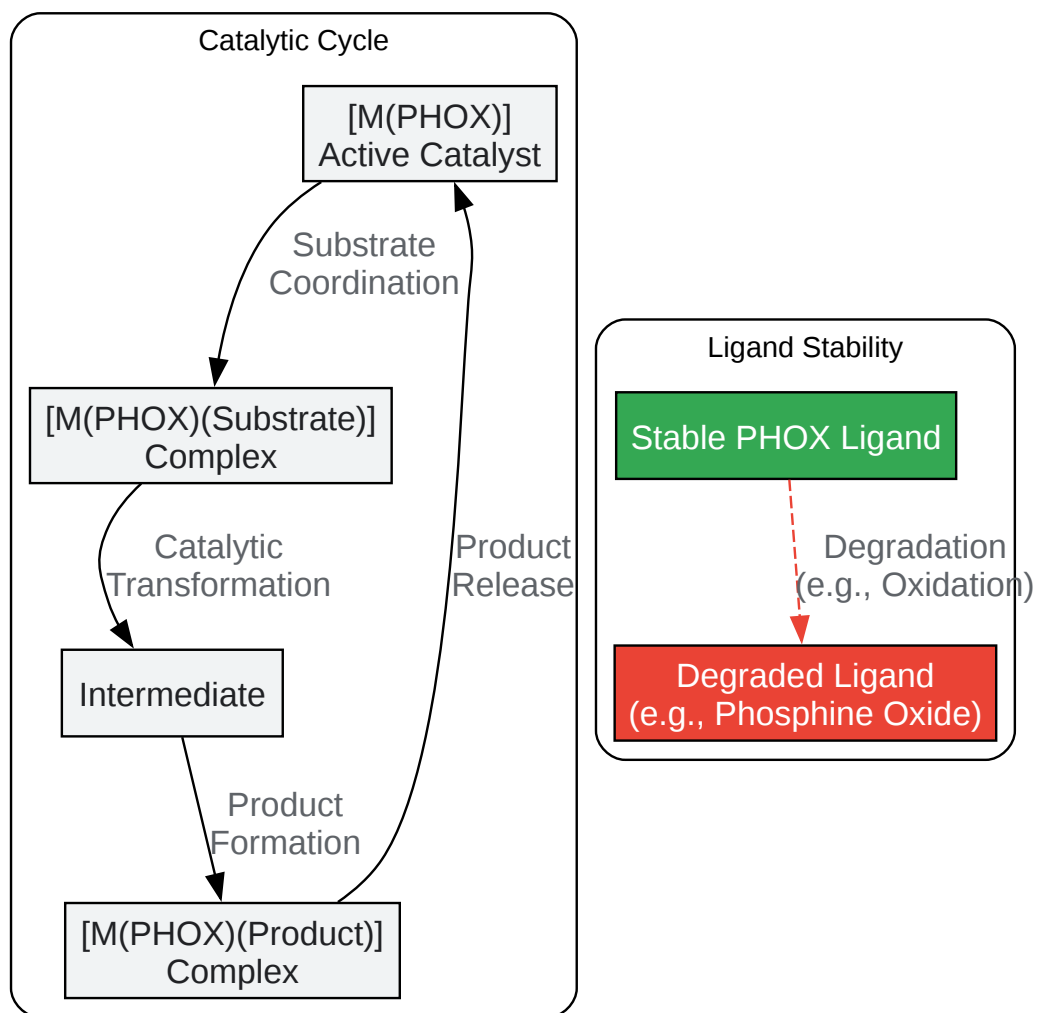 Catalytic Cycle
[M(PHOX)]
Active Catalyst
Substrate
Coordination
[M(PHOX)(Substrate)]
Complex
Catalytic
Transformation
Product
Release
Intermediate
Product
Formation
[M(PHOX)(Product)]
Complex
Ligand Stability
Stable PHOX Ligand
Degradation
(e.g., Oxidation)
Degraded Ligand
(e.g., Phosphine Oxide)